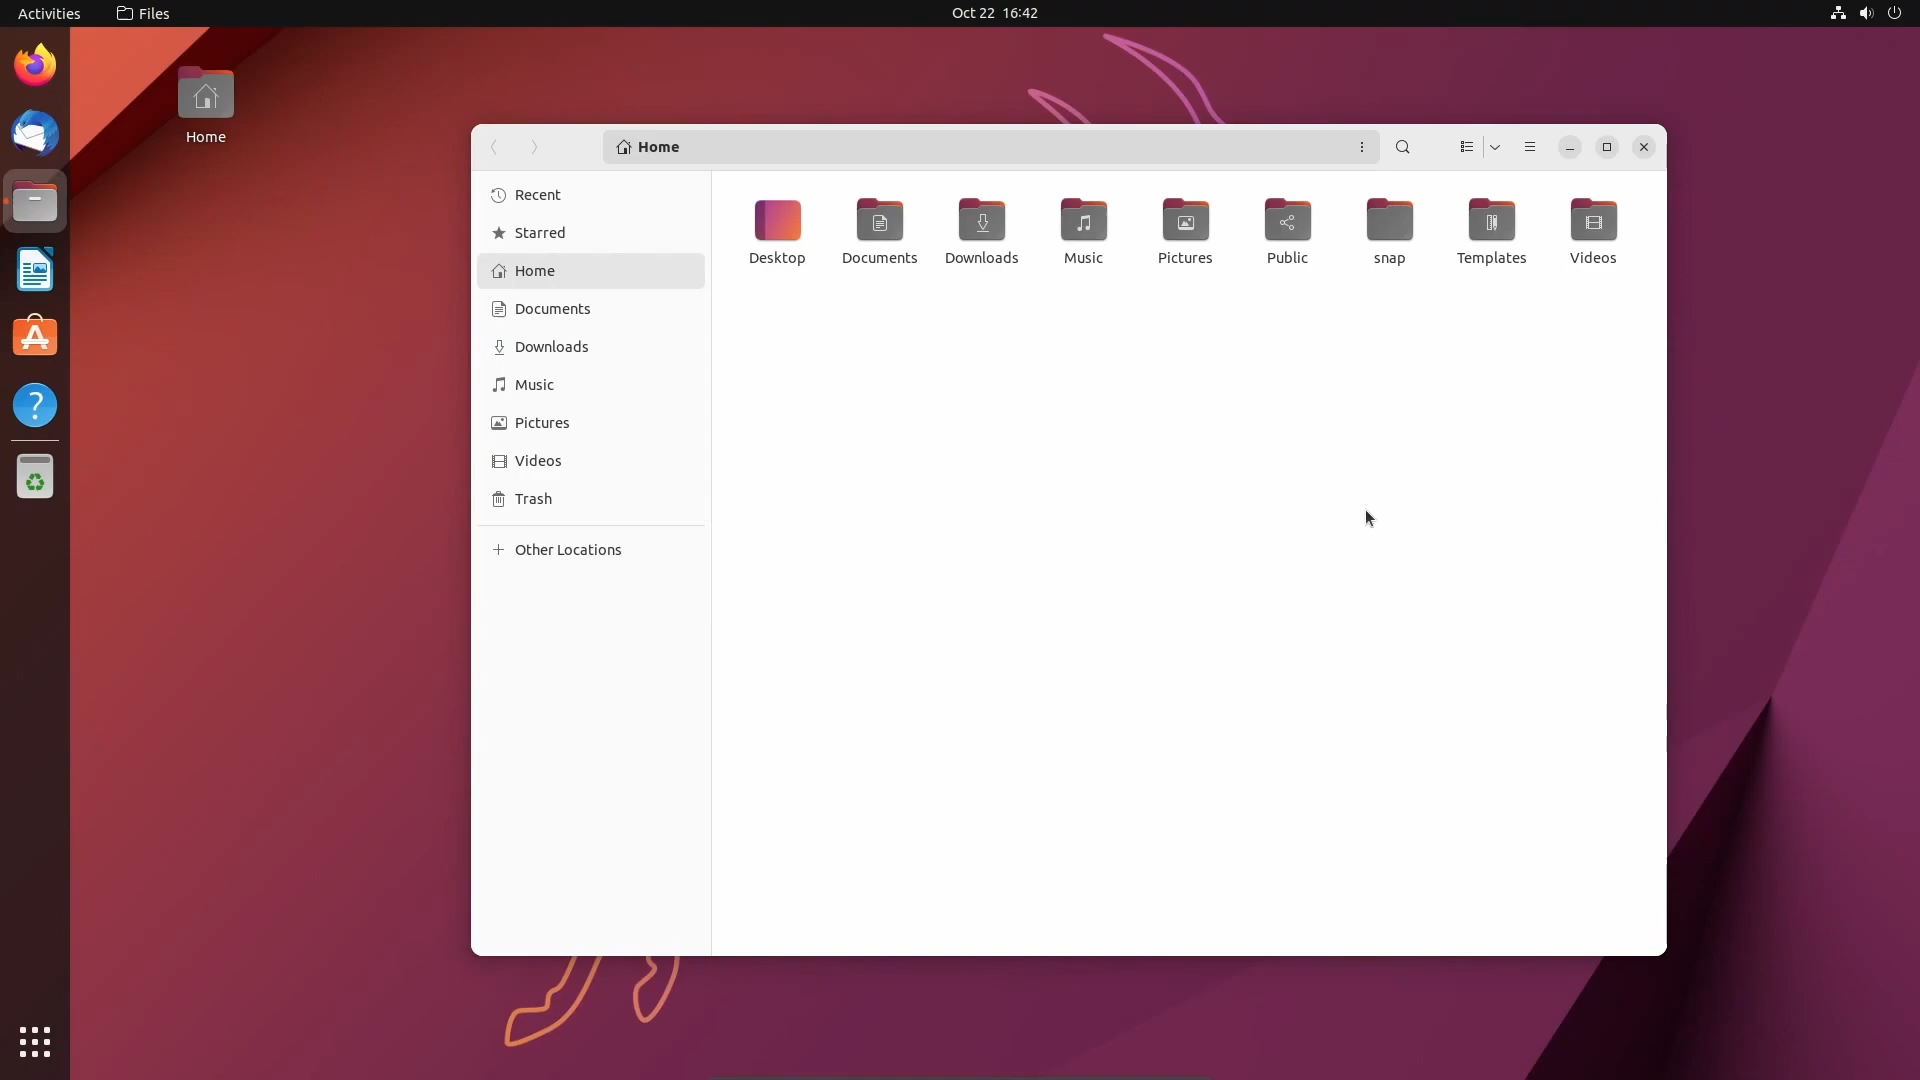 Activities Files Oct 22 16:42
Home
Home
Recent
Starred
Home
Documents
Downloads
Music
Pictures
Videos
Trash
Other Locations
Desktop Documents Downloads Music Pictures Public snap Templates Videos